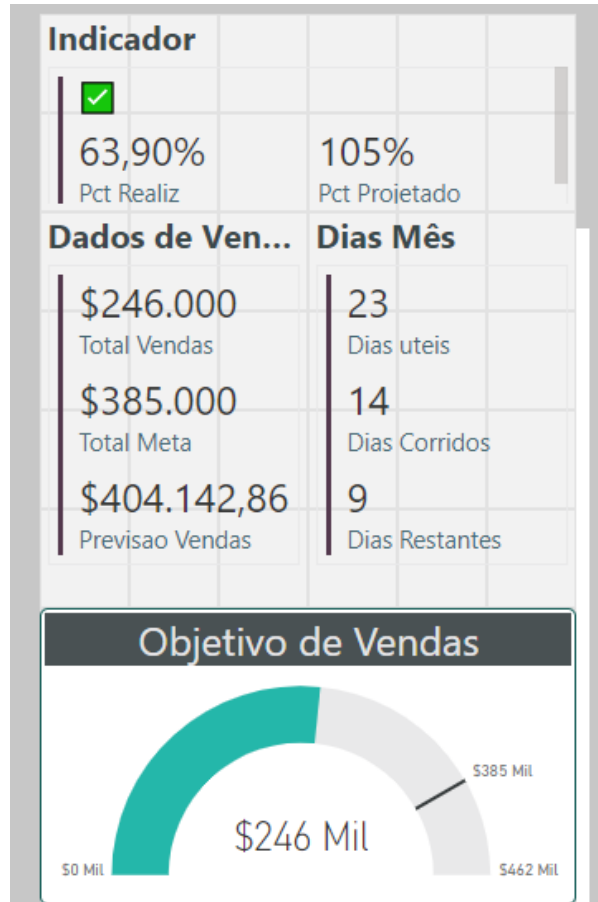 Indicador
63,90%
105%
Pct Realiz
Pct Projetado
Dados de Ven...
Dias Mês
$246.000
23
Total Vendas
Dias uteis
$385.000
14
Total Meta
Dias Corridos
$404.142,86
9
Previsao Vendas
Dias Restantes
Objetivo de Vendas
$385 Mil
$246 Mil
$0 Mil
$462 Mil